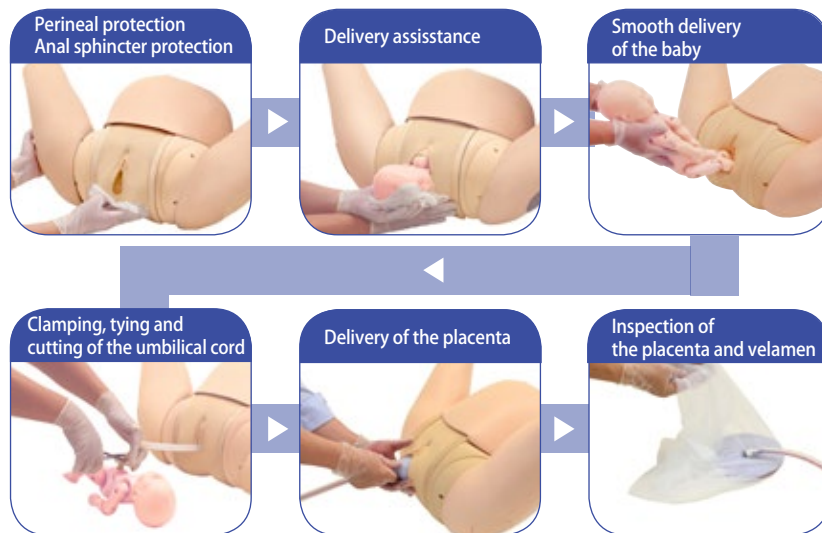 Perineal protection
Anal sphincter protection
Delivery assisstance
Smooth delivery
of the baby
Clamping, tying and
cutting of the umbilical cord
Delivery of the placenta
Inspection of
the placenta and velamen